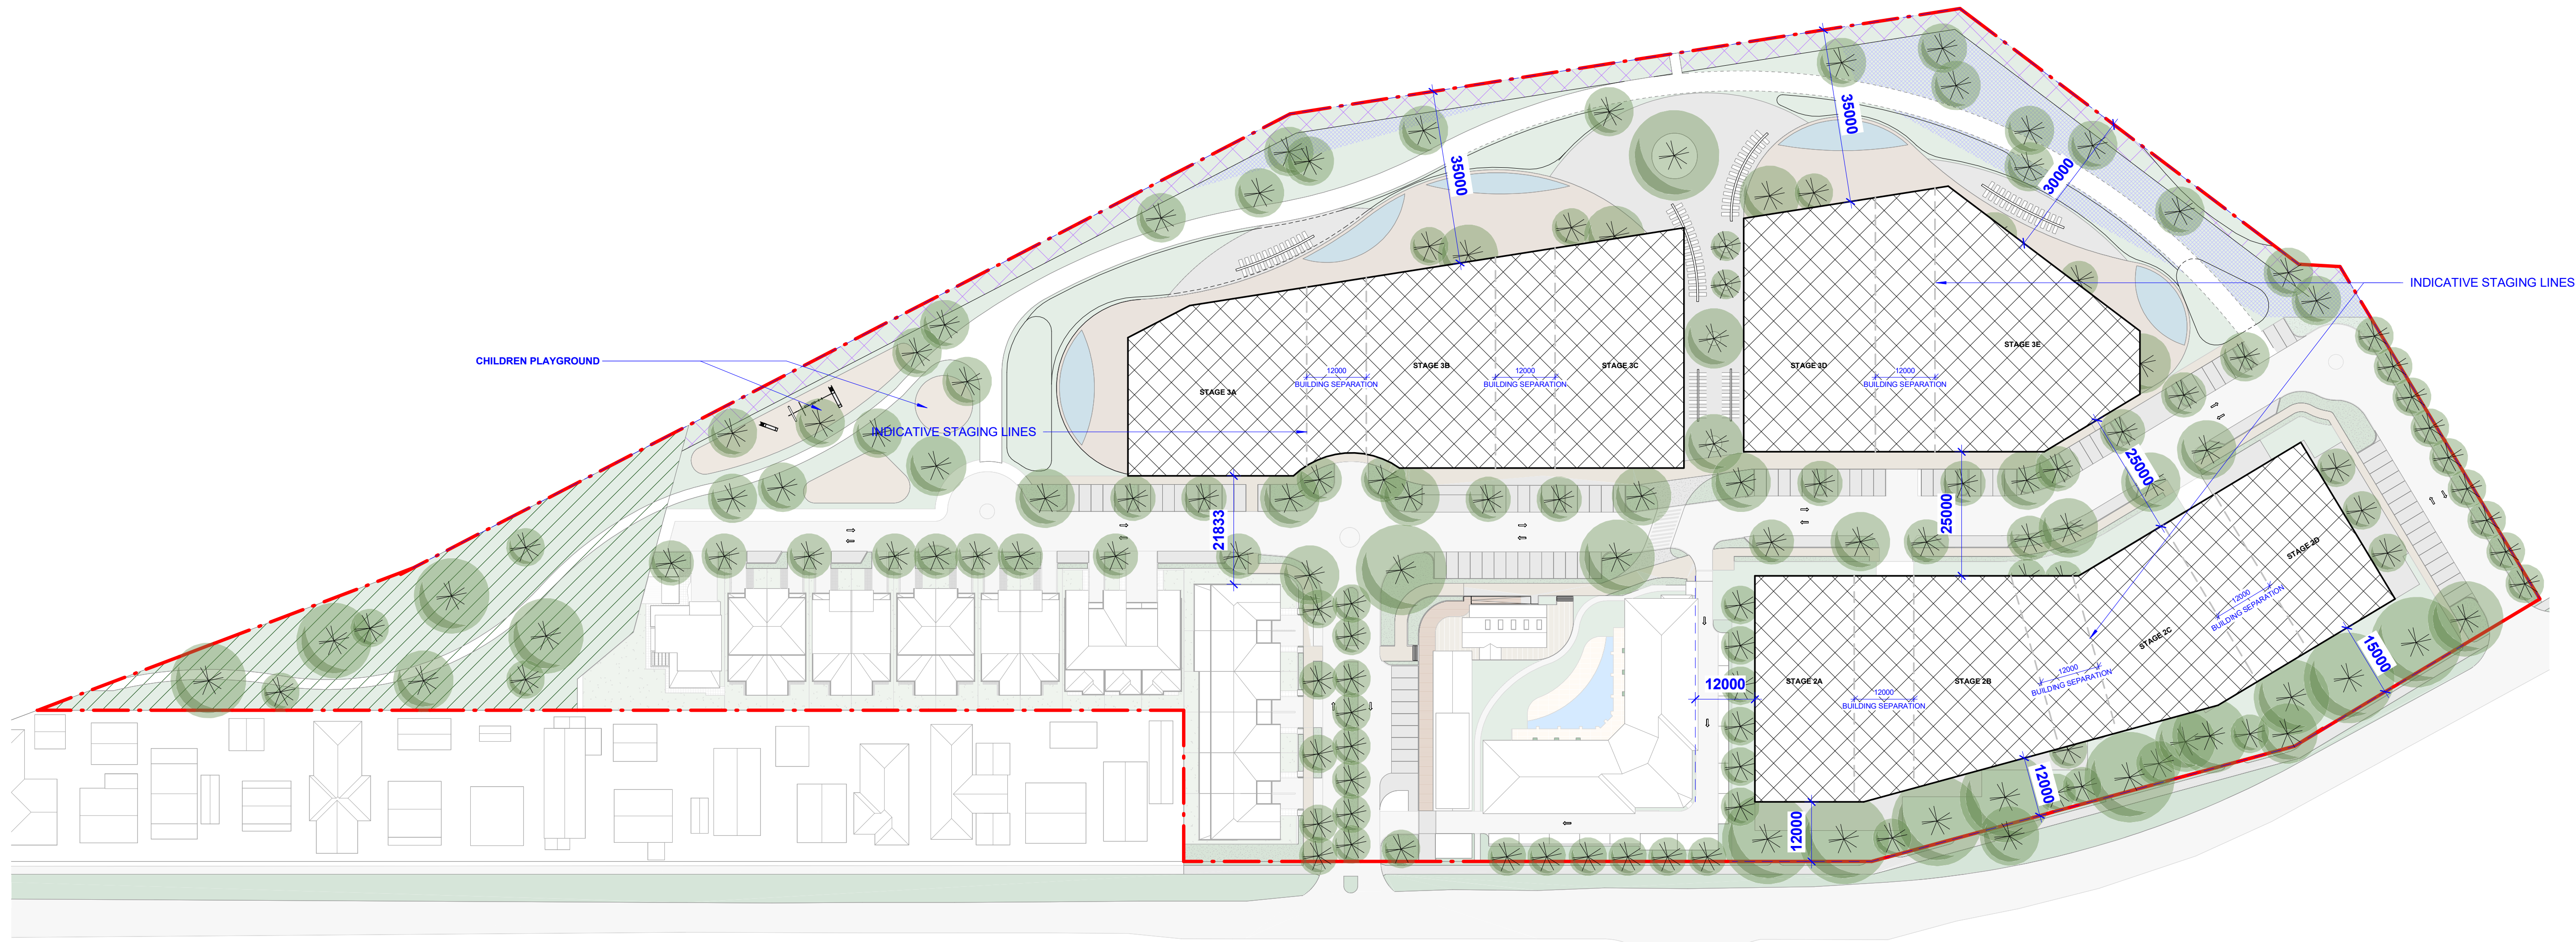 35000
35000
30000
INDICATIVE STAGING LINES
CHILDREN PLAYGROUND
STAGE 3A
12000
BUILDING SEPARATION
STAGE 3B
12000
BUILDING SEPARATION
STAGE 3C
STAGE 3D
12000
BUILDING SEPARATION
STAGE 3E
INDICATIVE STAGING LINES
21833
25000
25000
STAGE 2A
12000
BUILDING SEPARATION
STAGE 2B
12000
BUILDING SEPARATION
STAGE 2C
12000
BUILDING SEPARATION
STAGE 2D
12000
12000
12000
15000